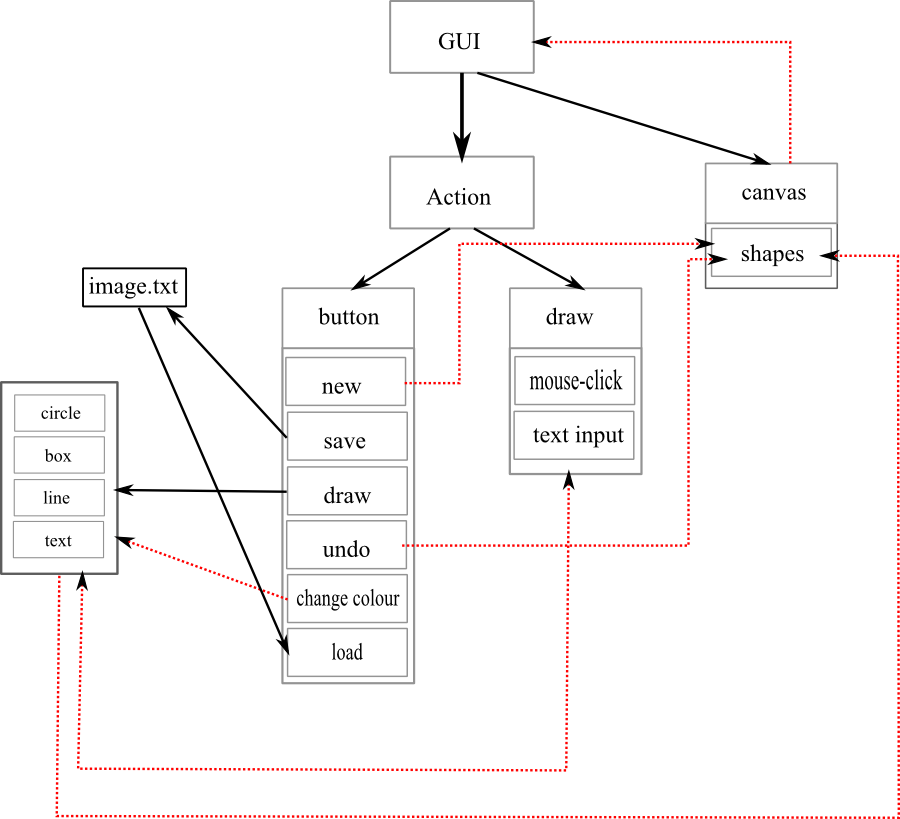 GUI
Action
canvas
shapes
image.txt
button
new
save
draw
undo
change colour
load
draw
mouse-click
text input
circle
box
line
text